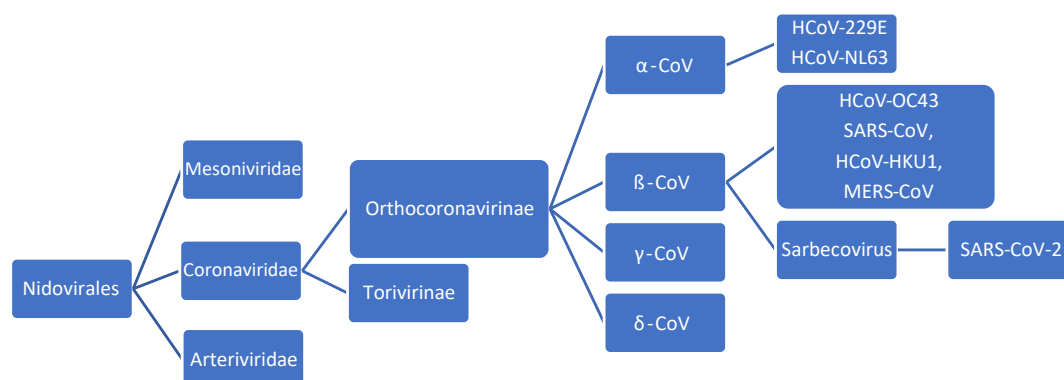 Nidovirales
Mesoniviridae
Coronaviridae
Arteriviridae
Orthocoronavirinae
Torivirinae
α-CoV
ß-CoV
γ-CoV
δ-CoV
HCoV-229E
HCoV-NL63
HCoV-OC43
SARS-CoV,
HCoV-HKU1,
MERS-CoV
Sarbecovirus
SARS-CoV-2